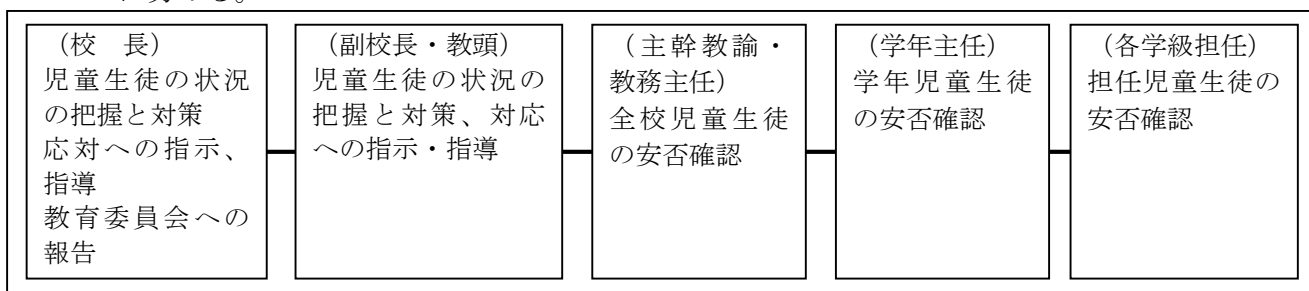 に努める。
(校　長)
児童生徒の状況
の把握と対策
応対への指示、
指導
教育委員会への
報告
(副校長・教頭)
児童生徒の状況の
把握と対策、対応
への指示・指導
(主幹教諭・
教務主任)
全校児童生徒
の安否確認
(学年主任)
学年児童生徒
の安否確認
(各学級担任)
担任児童生徒の
安否確認